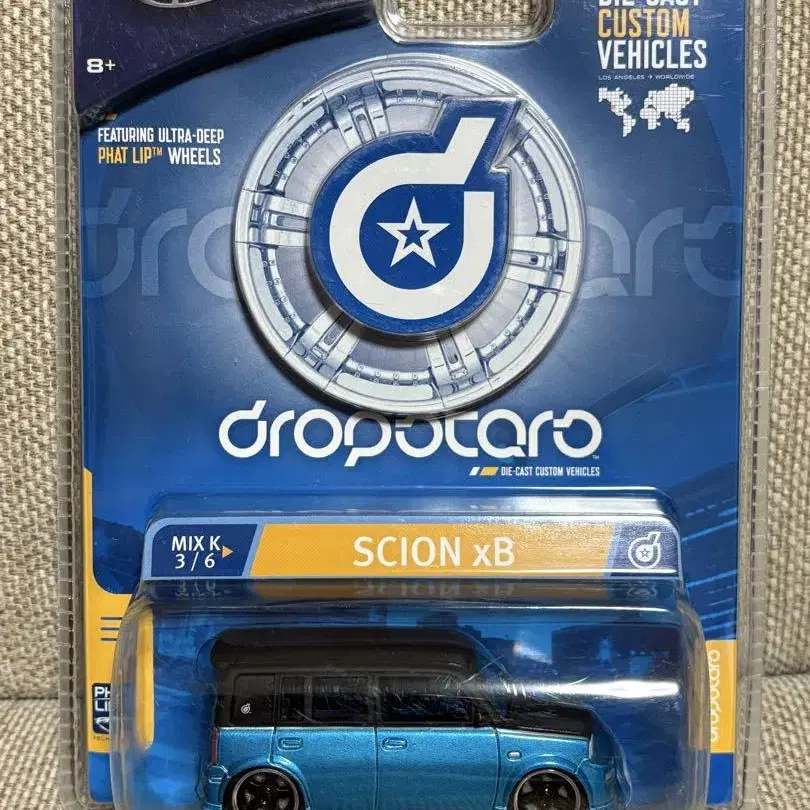 DIE-CAST
CUSTOM
VEHICLES
LOS ANGELES → WORLDWIDE
8+
FEATURING ULTRA-DEEP
PHAT LIP™ WHEELS
dropstars™
DIE-CAST CUSTOM VEHICLES
MIX K
3 / 6
SCION xB
dropstars